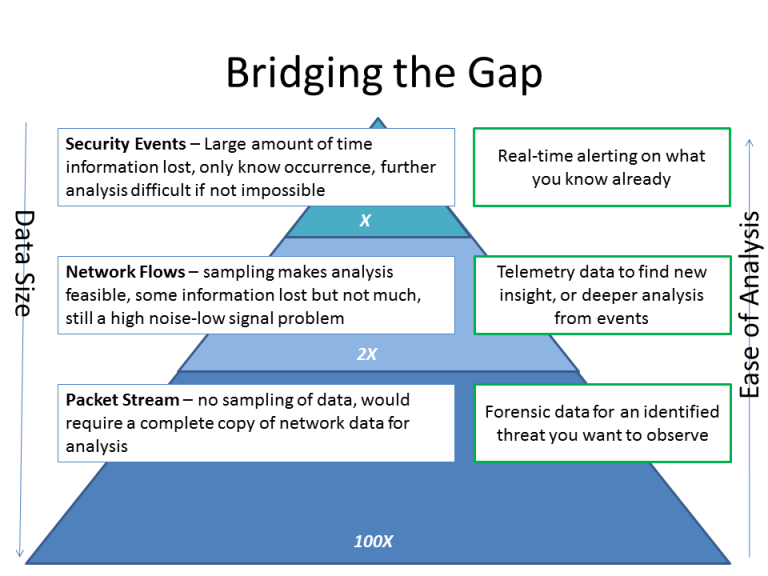 Bridging the Gap
Security Events – Large amount of time
information lost, only know occurrence, further
analysis difficult if not impossible
Real-time alerting on what
you know already
X
Network Flows – sampling makes analysis
feasible, some information lost but not much,
still a high noise-low signal problem
Telemetry data to find new
insight, or deeper analysis
from events
2X
Packet Stream – no sampling of data, would
require a complete copy of network data for
analysis
Forensic data for an identified
threat you want to observe
100X
Data Size
Ease of Analysis